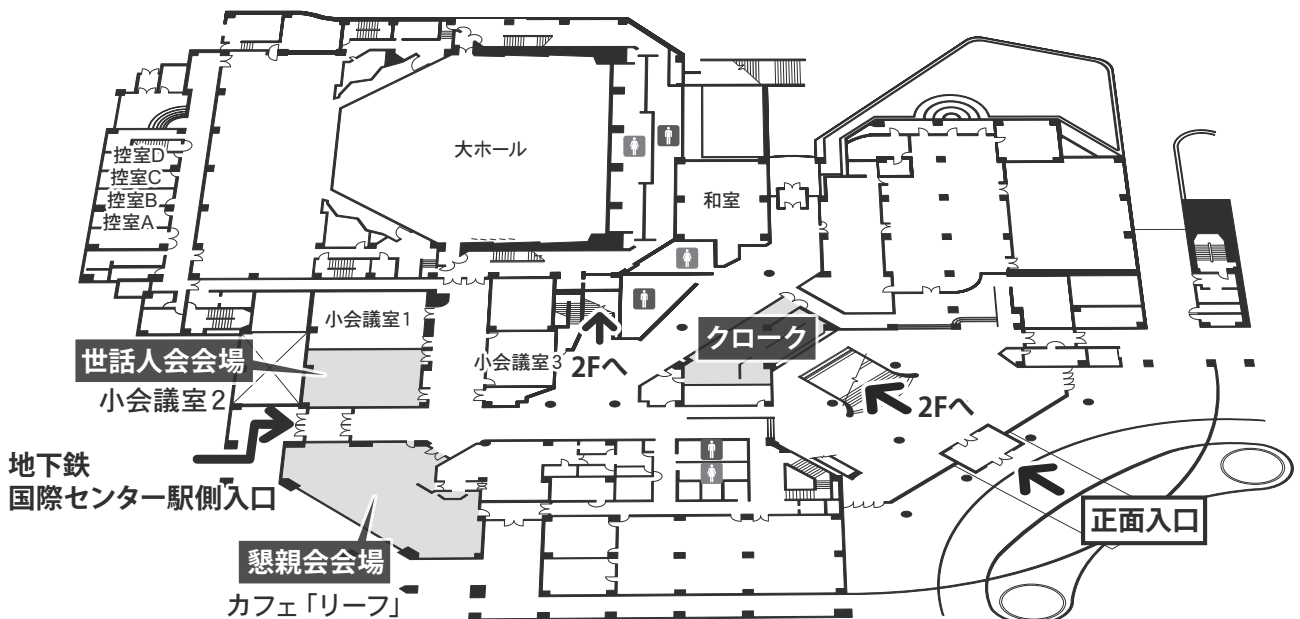 大ホール
控室D
控室C
控室B
控室A
和室
小会議室1
クローク
世話人会会場
小会議室3
2Fへ
小会議室2
2Fへ
地下鉄
国際センター駅側入口
正面入口
懇親会会場
カフェ「リーフ」